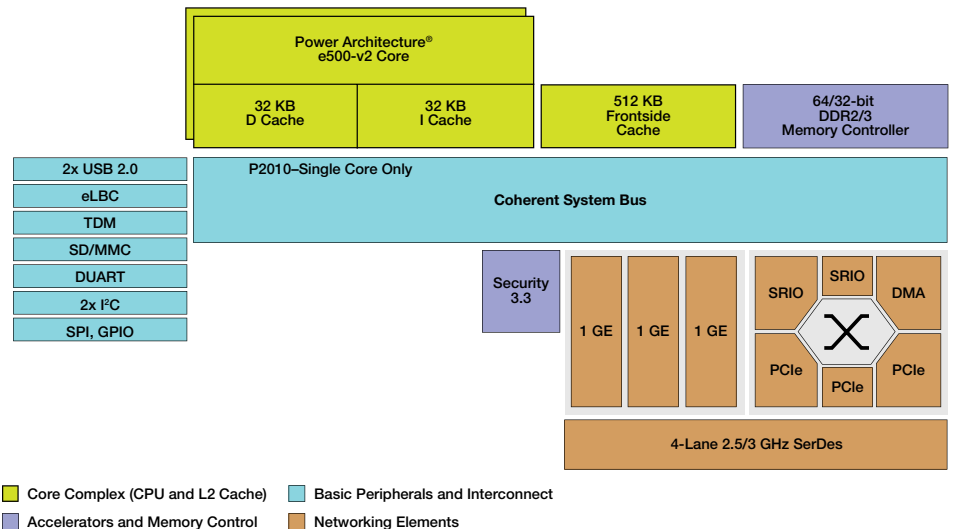 Power Architecture®
e500-v2 Core
32 KB
D Cache
32 KB
I Cache
512 KB
Frontside
Cache
64/32-bit
DDR2/3
Memory Controller
2x USB 2.0
eLBC
TDM
SD/MMC
DUART
2x I²C
SPI, GPIO
P2010–Single Core Only
Coherent System Bus
Security
3.3
1 GE
1 GE
1 GE
SRIO
SRIO
DMA
PCIe
PCIe
PCIe
4-Lane 2.5/3 GHz SerDes
Core Complex (CPU and L2 Cache)
Basic Peripherals and Interconnect
Accelerators and Memory Control
Networking Elements